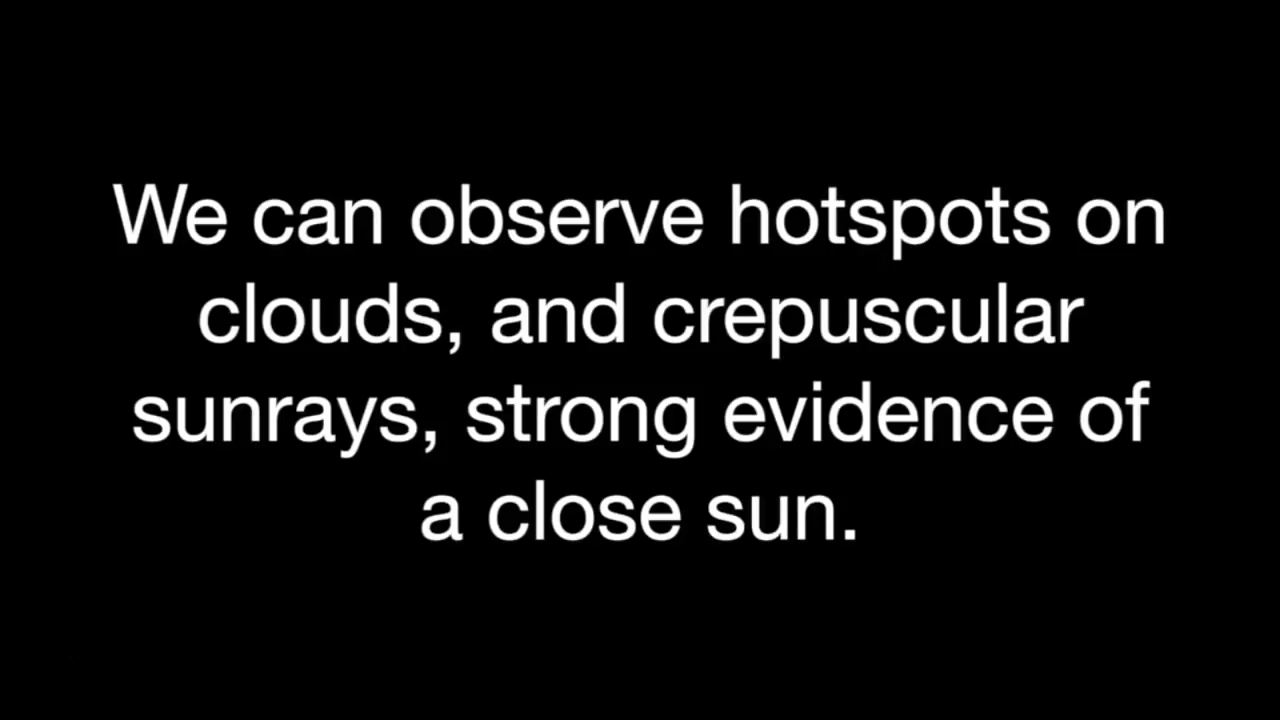 We can observe hotspots on
clouds, and crepuscular
sunrays, strong evidence of
a close sun.